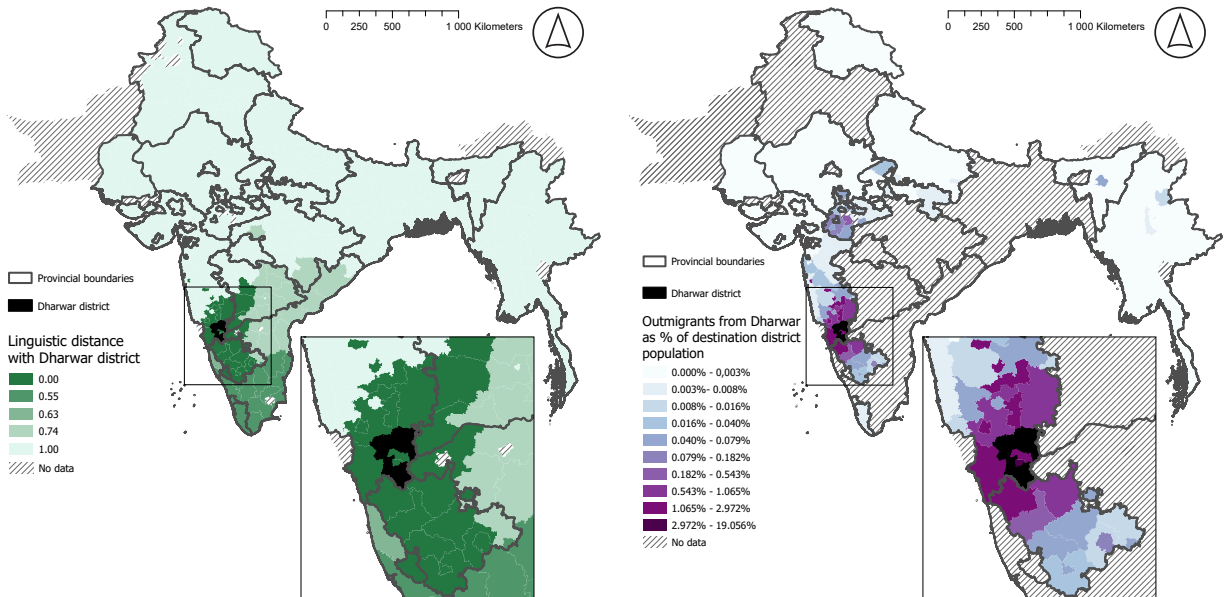 0 250 500 1 000 Kilometers
Provincial boundaries
Dharwar district
Linguistic distance
with Dharwar district
0.00
0.55
0.63
0.74
1.00
No data
0 250 500 1 000 Kilometers
Provincial boundaries
Dharwar district
Outmigrants from Dharwar
as % of destination district
population
0.000% - 0,003%
0.003% - 0.008%
0.008% - 0.016%
0.016% - 0.040%
0.040% - 0.079%
0.079% - 0.182%
0.182% - 0.543%
0.543% - 1.065%
1.065% - 2.972%
2.972% - 19.056%
No data